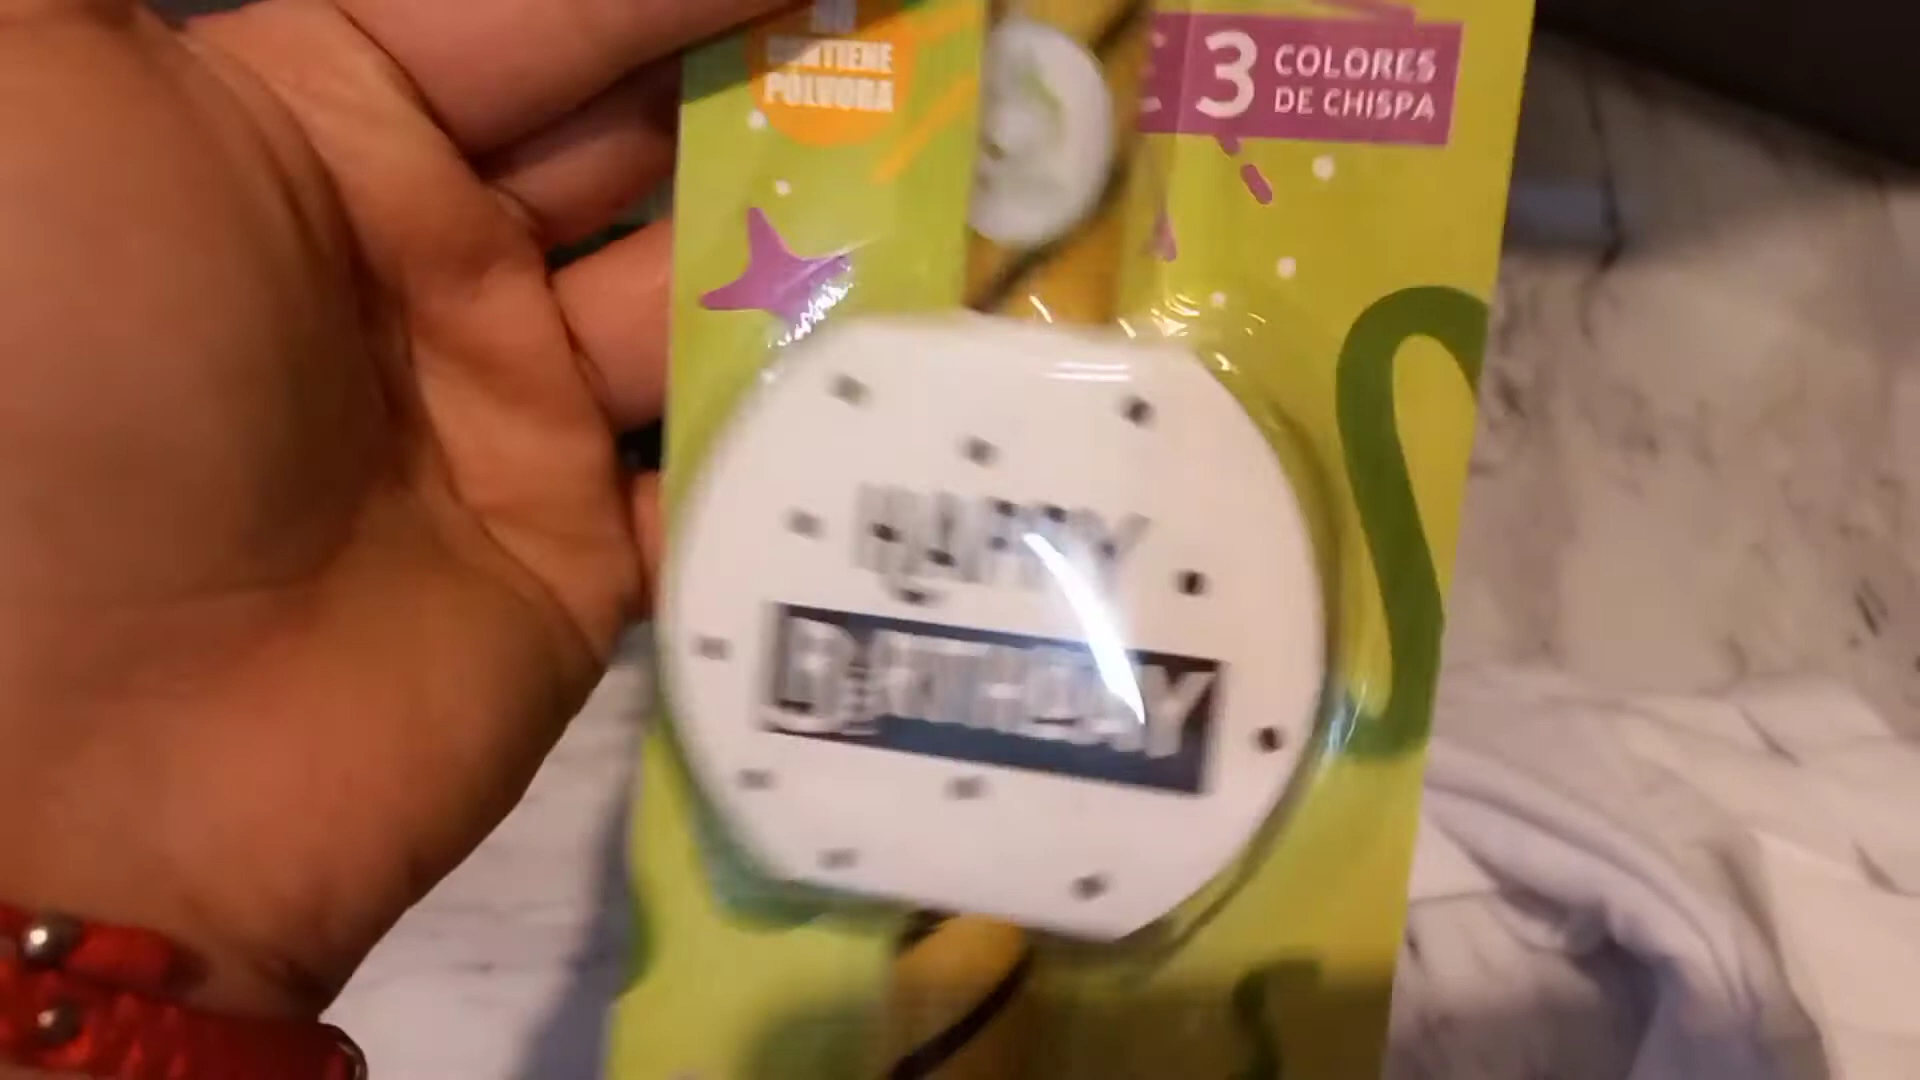 CONTIENE
PÓLVORA
3 COLORES
DE CHISPA
HAPPY
BIRTHDAY